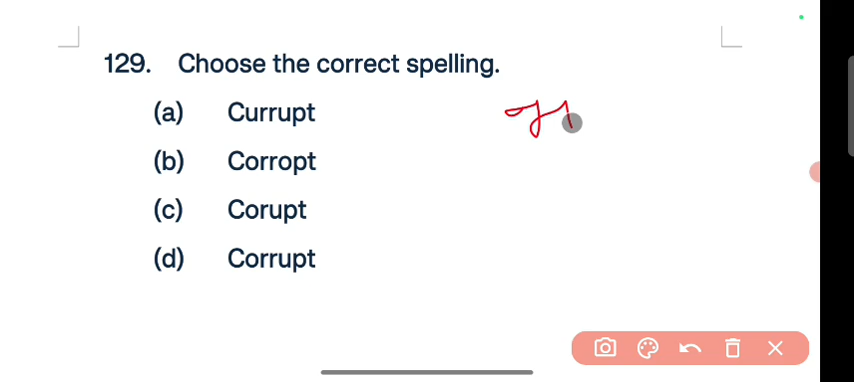 129. Choose the correct spelling.
(a) Currupt
(b) Corropt
(c) Corupt
(d) Corrupt